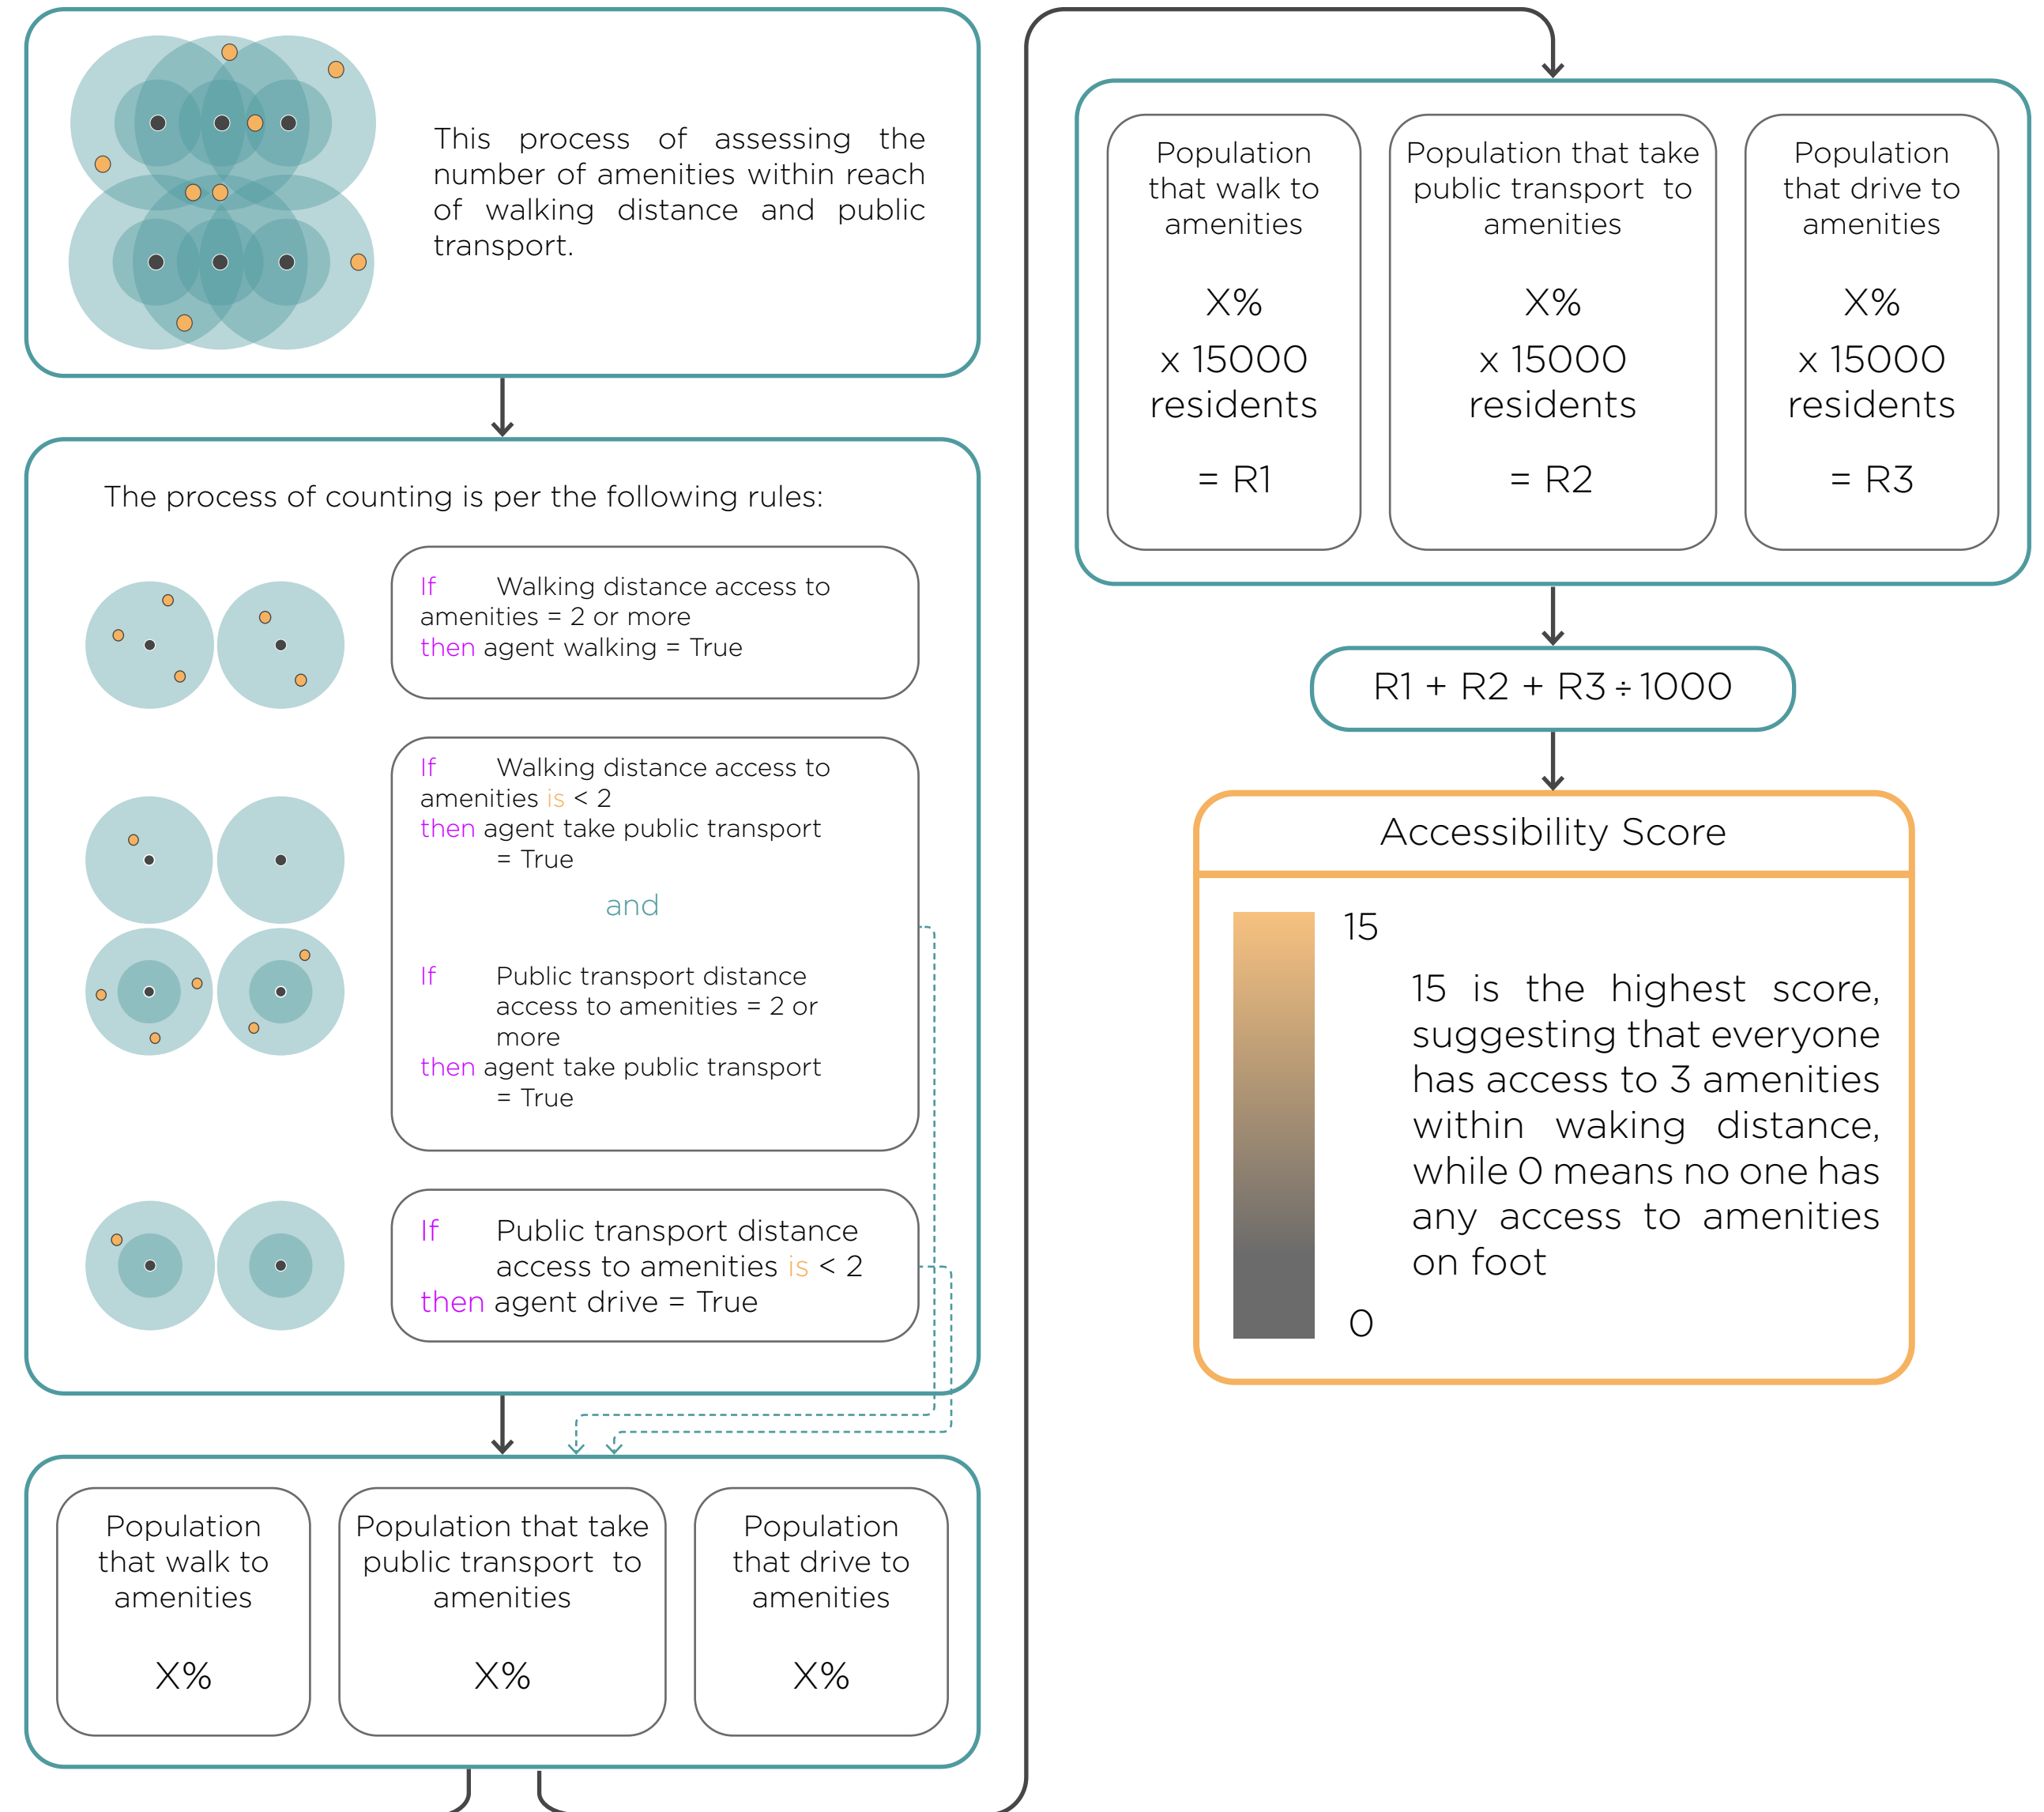 This process of assessing the
number of amenities within reach
of walking distance and public
transport.
The process of counting is per the following rules:
If Walking distance access to
amenities = 2 or more
then agent walking = True
If Walking distance access to
amenities is < 2
then agent take public transport
= True
and
If Public transport distance
access to amenities = 2 or
more
then agent take public transport
= True
If Public transport distance
access to amenities is < 2
then agent drive = True
Population
that walk to
amenities
X%
Population that take
public transport to
amenities
X%
Population
that drive to
amenities
X%
Population
that walk to
amenities
X%
x 15000
residents
= R1
Population that take
public transport to
amenities
X%
x 15000
residents
= R2
Population
that drive to
amenities
X%
x 15000
residents
= R3
R1 + R2 + R3 ÷ 1000
Accessibility Score
15
15 is the highest score,
suggesting that everyone
has access to 3 amenities
within waking distance,
while 0 means no one has
any access to amenities
on foot
0